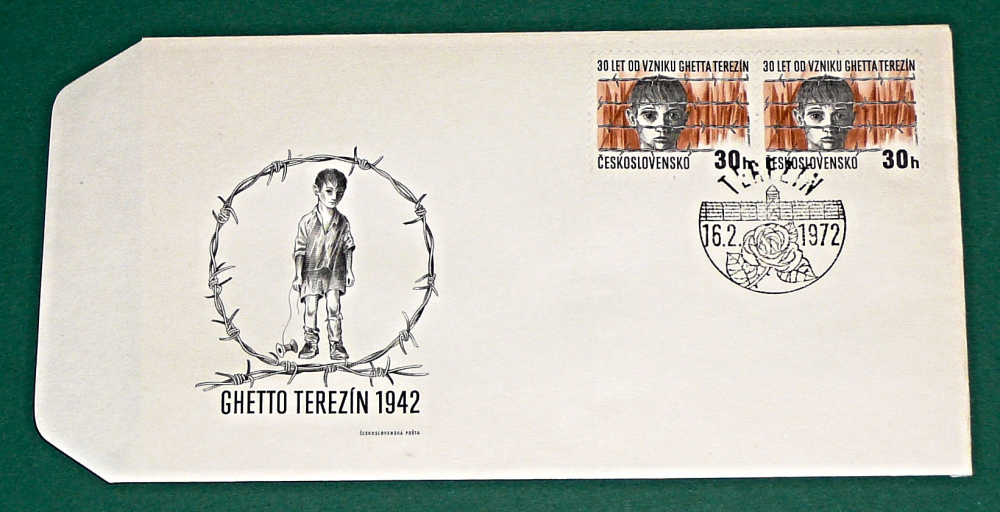 30 LET OD VZNIKU GHETTA TEREZÍN
ČESKOSLOVENSKO 30h
30 LET OD VZNIKU GHETTA TEREZÍN
ČESKOSLOVENSKO 30h
TEREZÍN
16.2. 1972
GHETTO TEREZÍN 1942
ČESKOSLOVENSKÁ POŠTA